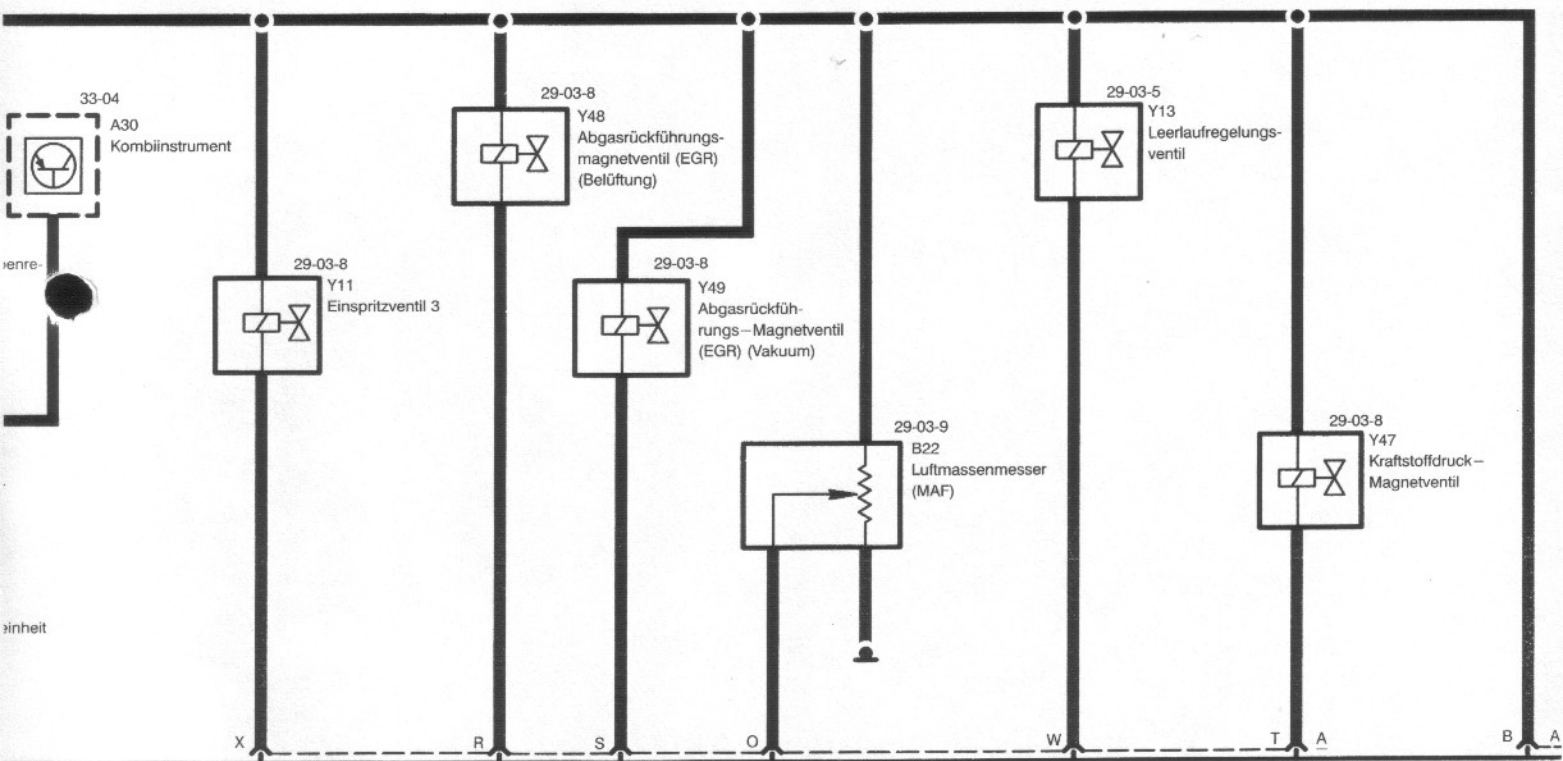 33-04
A30
Kombiinstrument
29-03-8
Y11
Einspritzventil 3
29-03-8
Y48
Abgasrückführungs-
magnetventil (EGR)
(Belüftung)
29-03-8
Y49
Abgasrückfüh-
rungs-Magnetventil
(EGR) (Vakuum)
29-03-9
B22
Luftmassenmesser
(MAF)
29-03-5
Y13
Leerlaufregelungs-
ventil
29-03-8
Y47
Kraftstoffdruck-
Magnetventil
X R S O W T A B A